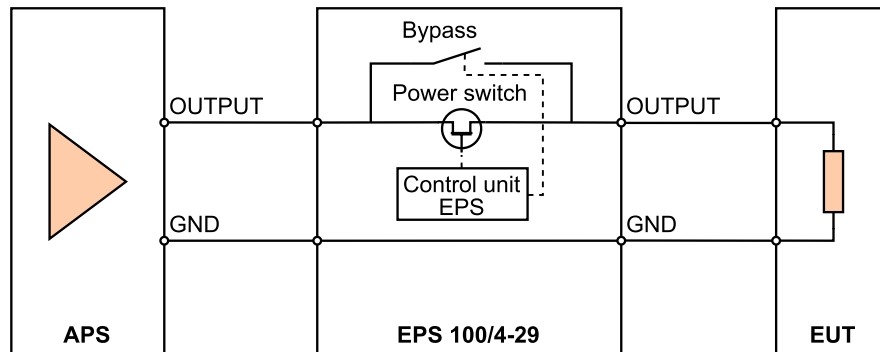 Bypass
OUTPUT
Power switch
OUTPUT
Control unit
EPS
GND
GND
APS
EPS 100/4-29
EUT